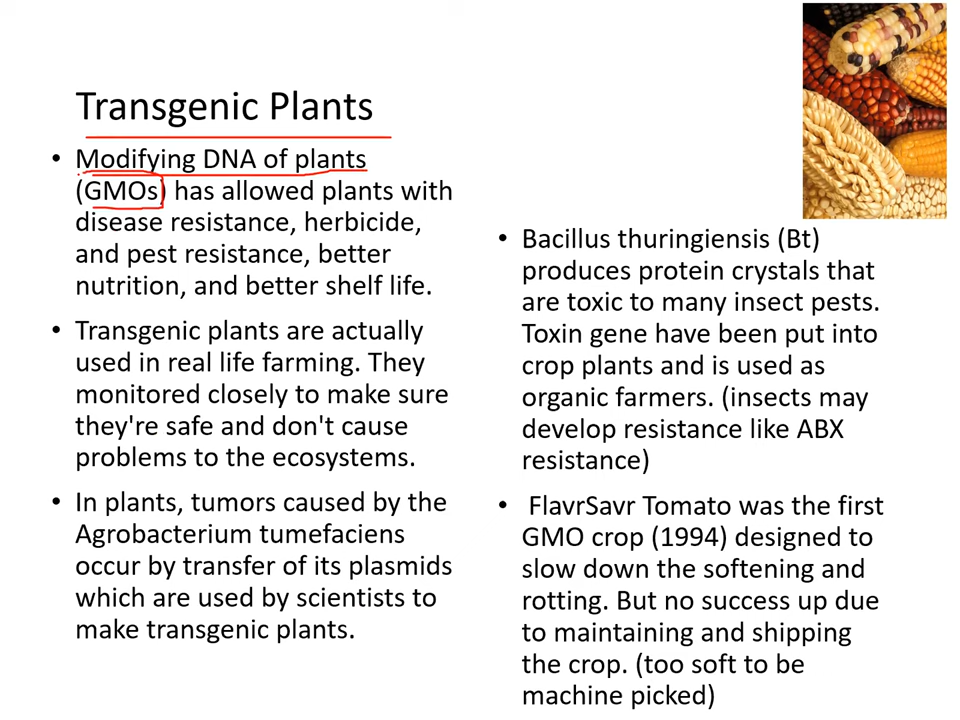 Transgenic Plants
• Modifying DNA of plants
(GMOs) has allowed plants with
disease resistance, herbicide,
and pest resistance, better
nutrition, and better shelf life.
• Transgenic plants are actually
used in real life farming. They
monitored closely to make sure
they're safe and don't cause
problems to the ecosystems.
• In plants, tumors caused by the
Agrobacterium tumefaciens
occur by transfer of its plasmids
which are used by scientists to
make transgenic plants.
• Bacillus thuringiensis (Bt)
produces protein crystals that
are toxic to many insect pests.
Toxin gene have been put into
crop plants and is used as
organic farmers. (insects may
develop resistance like ABX
resistance)
• FlavrSavr Tomato was the first
GMO crop (1994) designed to
slow down the softening and
rotting. But no success up due
to maintaining and shipping
the crop. (too soft to be
machine picked)